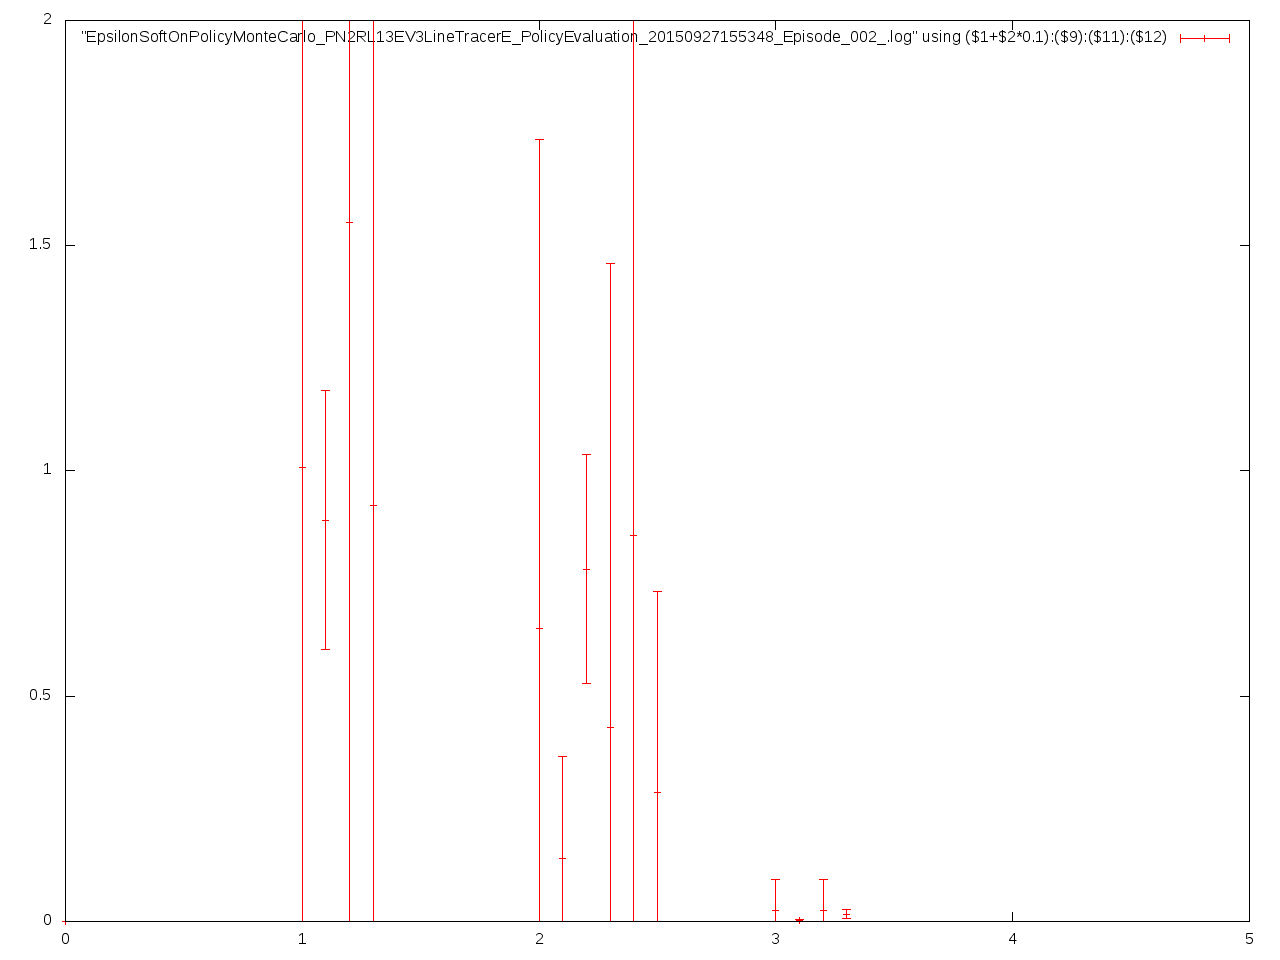 2
"EpsilonSoftOnPolicyMonteCarlo_PN2RL13EV3LineTracerE_PolicyEvaluation_20150927155348_Episode_002_.log" using ($1+$2*0.1):($9):($11):($12)
1.5
1
0.5
0
0 1 2 3 4 5